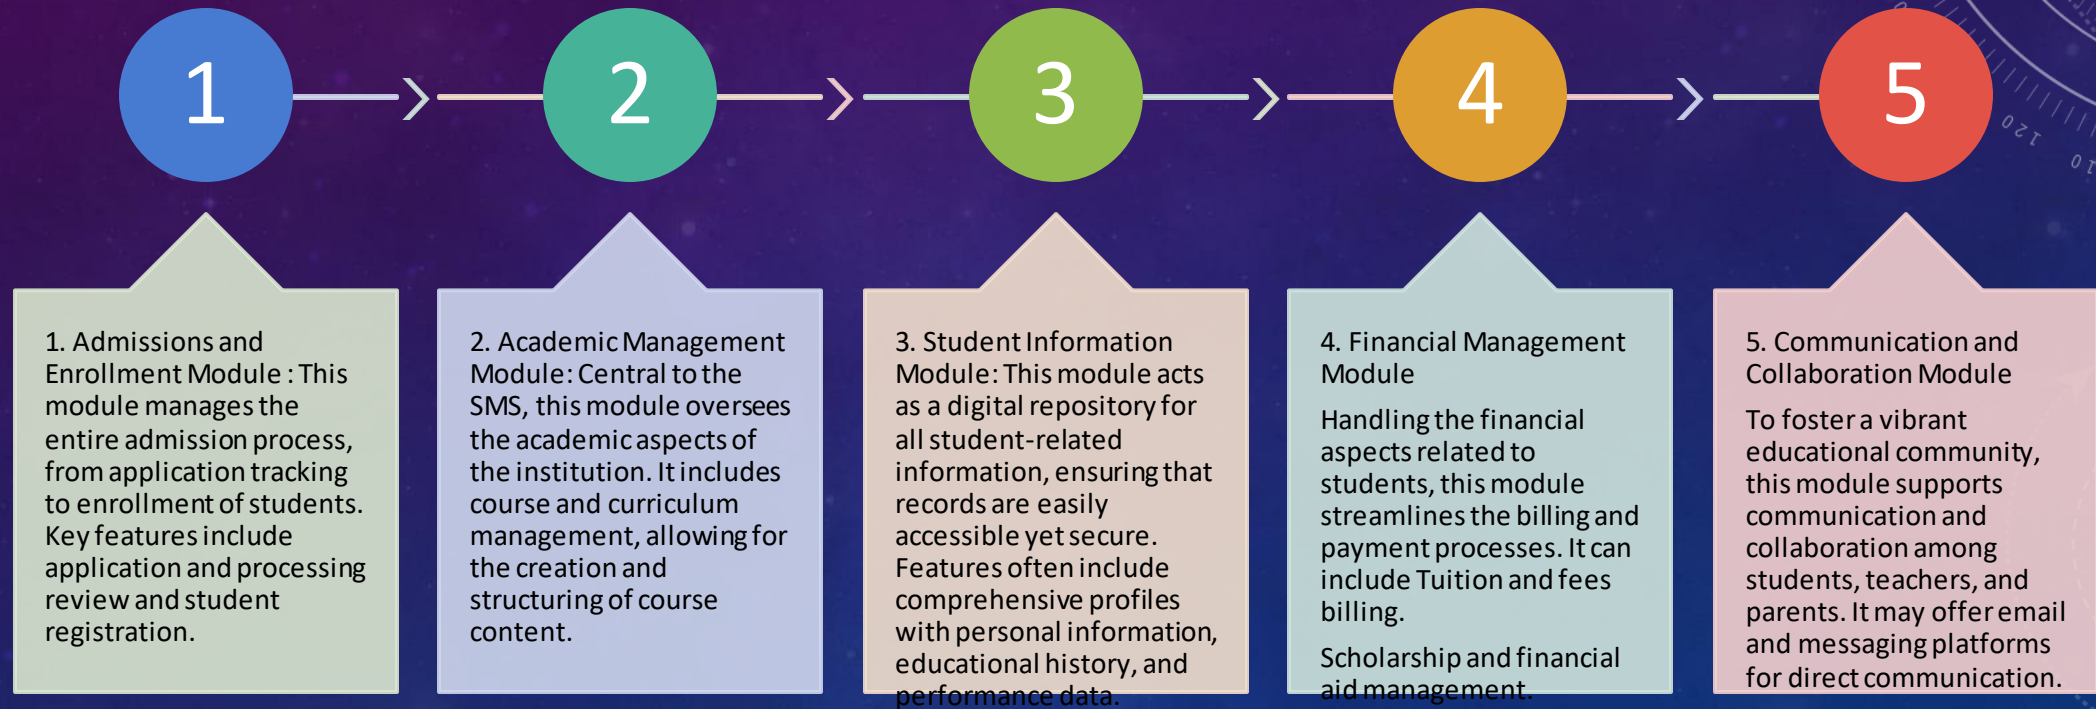 1
2
3
4
5
120
1. Admissions and
Enrollment Module : This
module manages the
entire admission process,
from application tracking
to enrollment of students.
Key features include
application and processing
review and student
registration.
2. Academic Management
Module: Central to the
SMS, this module oversees
the academic aspects of
the institution. It includes
course and curriculum
management, allowing for
the creation and
structuring of course
content.
3. Student Information
Module: This module acts
as a digital repository for
all student-related
information, ensuring that
records are easily
accessible yet secure.
Features often include
comprehensive profiles
with personal information,
educational history, and
performance data.
4. Financial Management
Module
Handling the financial
aspects related to
students, this module
streamlines the billing and
payment processes. It can
include Tuition and fees
billing.
Scholarship and financial
aid management.
5. Communication and
Collaboration Module
To foster a vibrant
educational community,
this module supports
communication and
collaboration among
students, teachers, and
parents. It may offer email
and messaging platforms
for direct communication.